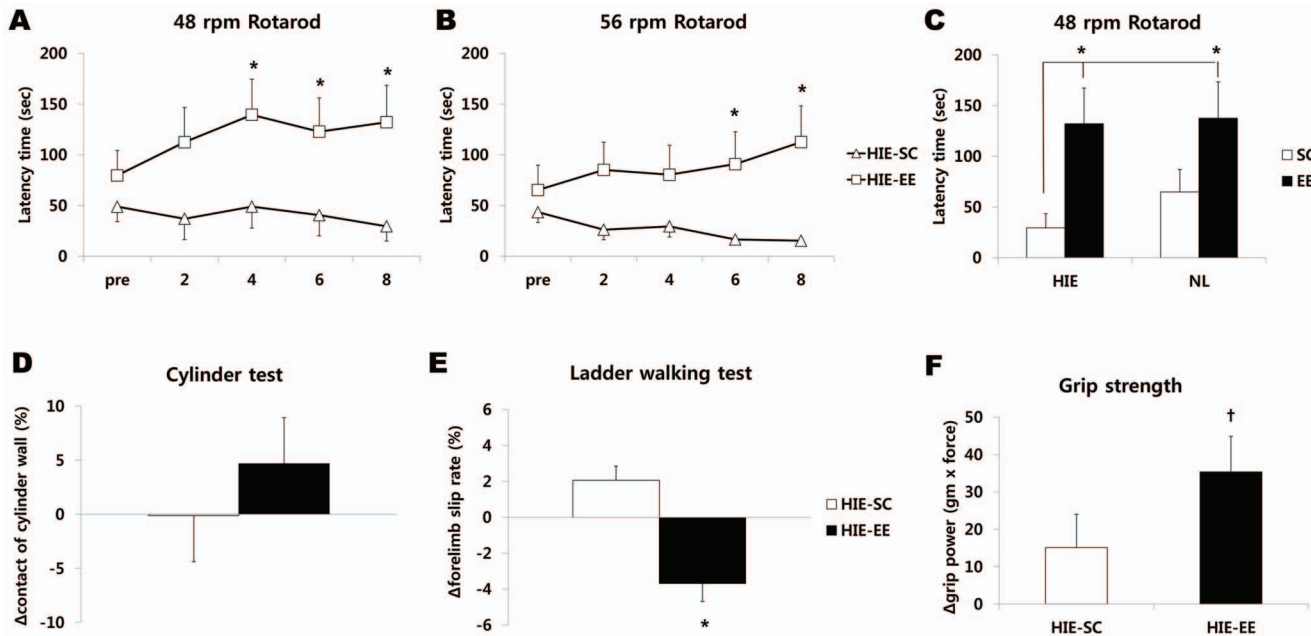 A
48 rpm Rotarod
Latency time (sec)
200
150
100
50
0
pre 2 4 6 8
* * *
B
56 rpm Rotarod
Latency time (sec)
200
150
100
50
0
pre 2 4 6 8
* *
HIE-SC
HIE-EE
C
48 rpm Rotarod
Latency time (sec)
200
150
100
50
0
HIE NL
* *
SC
EE
D
Cylinder test
Δcontact of cylinder wall (%)
10
5
0
-5
-10
E
Ladder walking test
Δforelimb slip rate (%)
6
4
2
0
-2
-4
-6
*
HIE-SC
HIE-EE
F
Grip strength
Δgrip power (gm x force)
50
40
30
20
10
0
†
HIE-SC HIE-EE